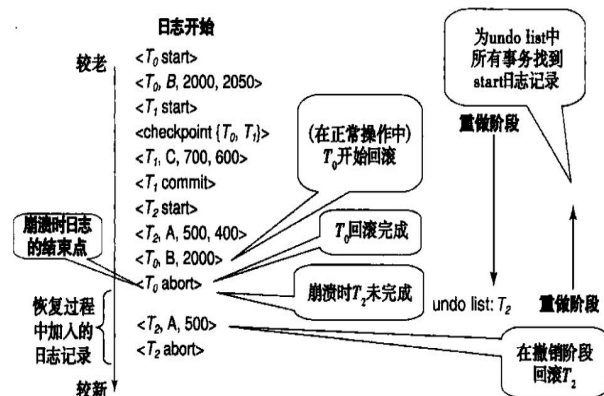 日志开始
较老
<T0 start>
<T0, B, 2000, 2050>
<T1 start>
<checkpoint {T0, T1}>
<T1, C, 700, 600>
<T1 commit>
<T2 start>
<T2, A, 500, 400>
<T0, B, 2000>
<T0 abort>
<T2, A, 500>
<T2 abort>
较新
崩溃时日志
的结束点
恢复过程
中加入的
日志记录
(在正常操作中)
T0开始回滚
T0回滚完成
崩溃时T2未完成
为undo list中
所有事务找到
start日志记录
重做阶段
undo list: T2
重做阶段
在撤销阶段
回滚T2